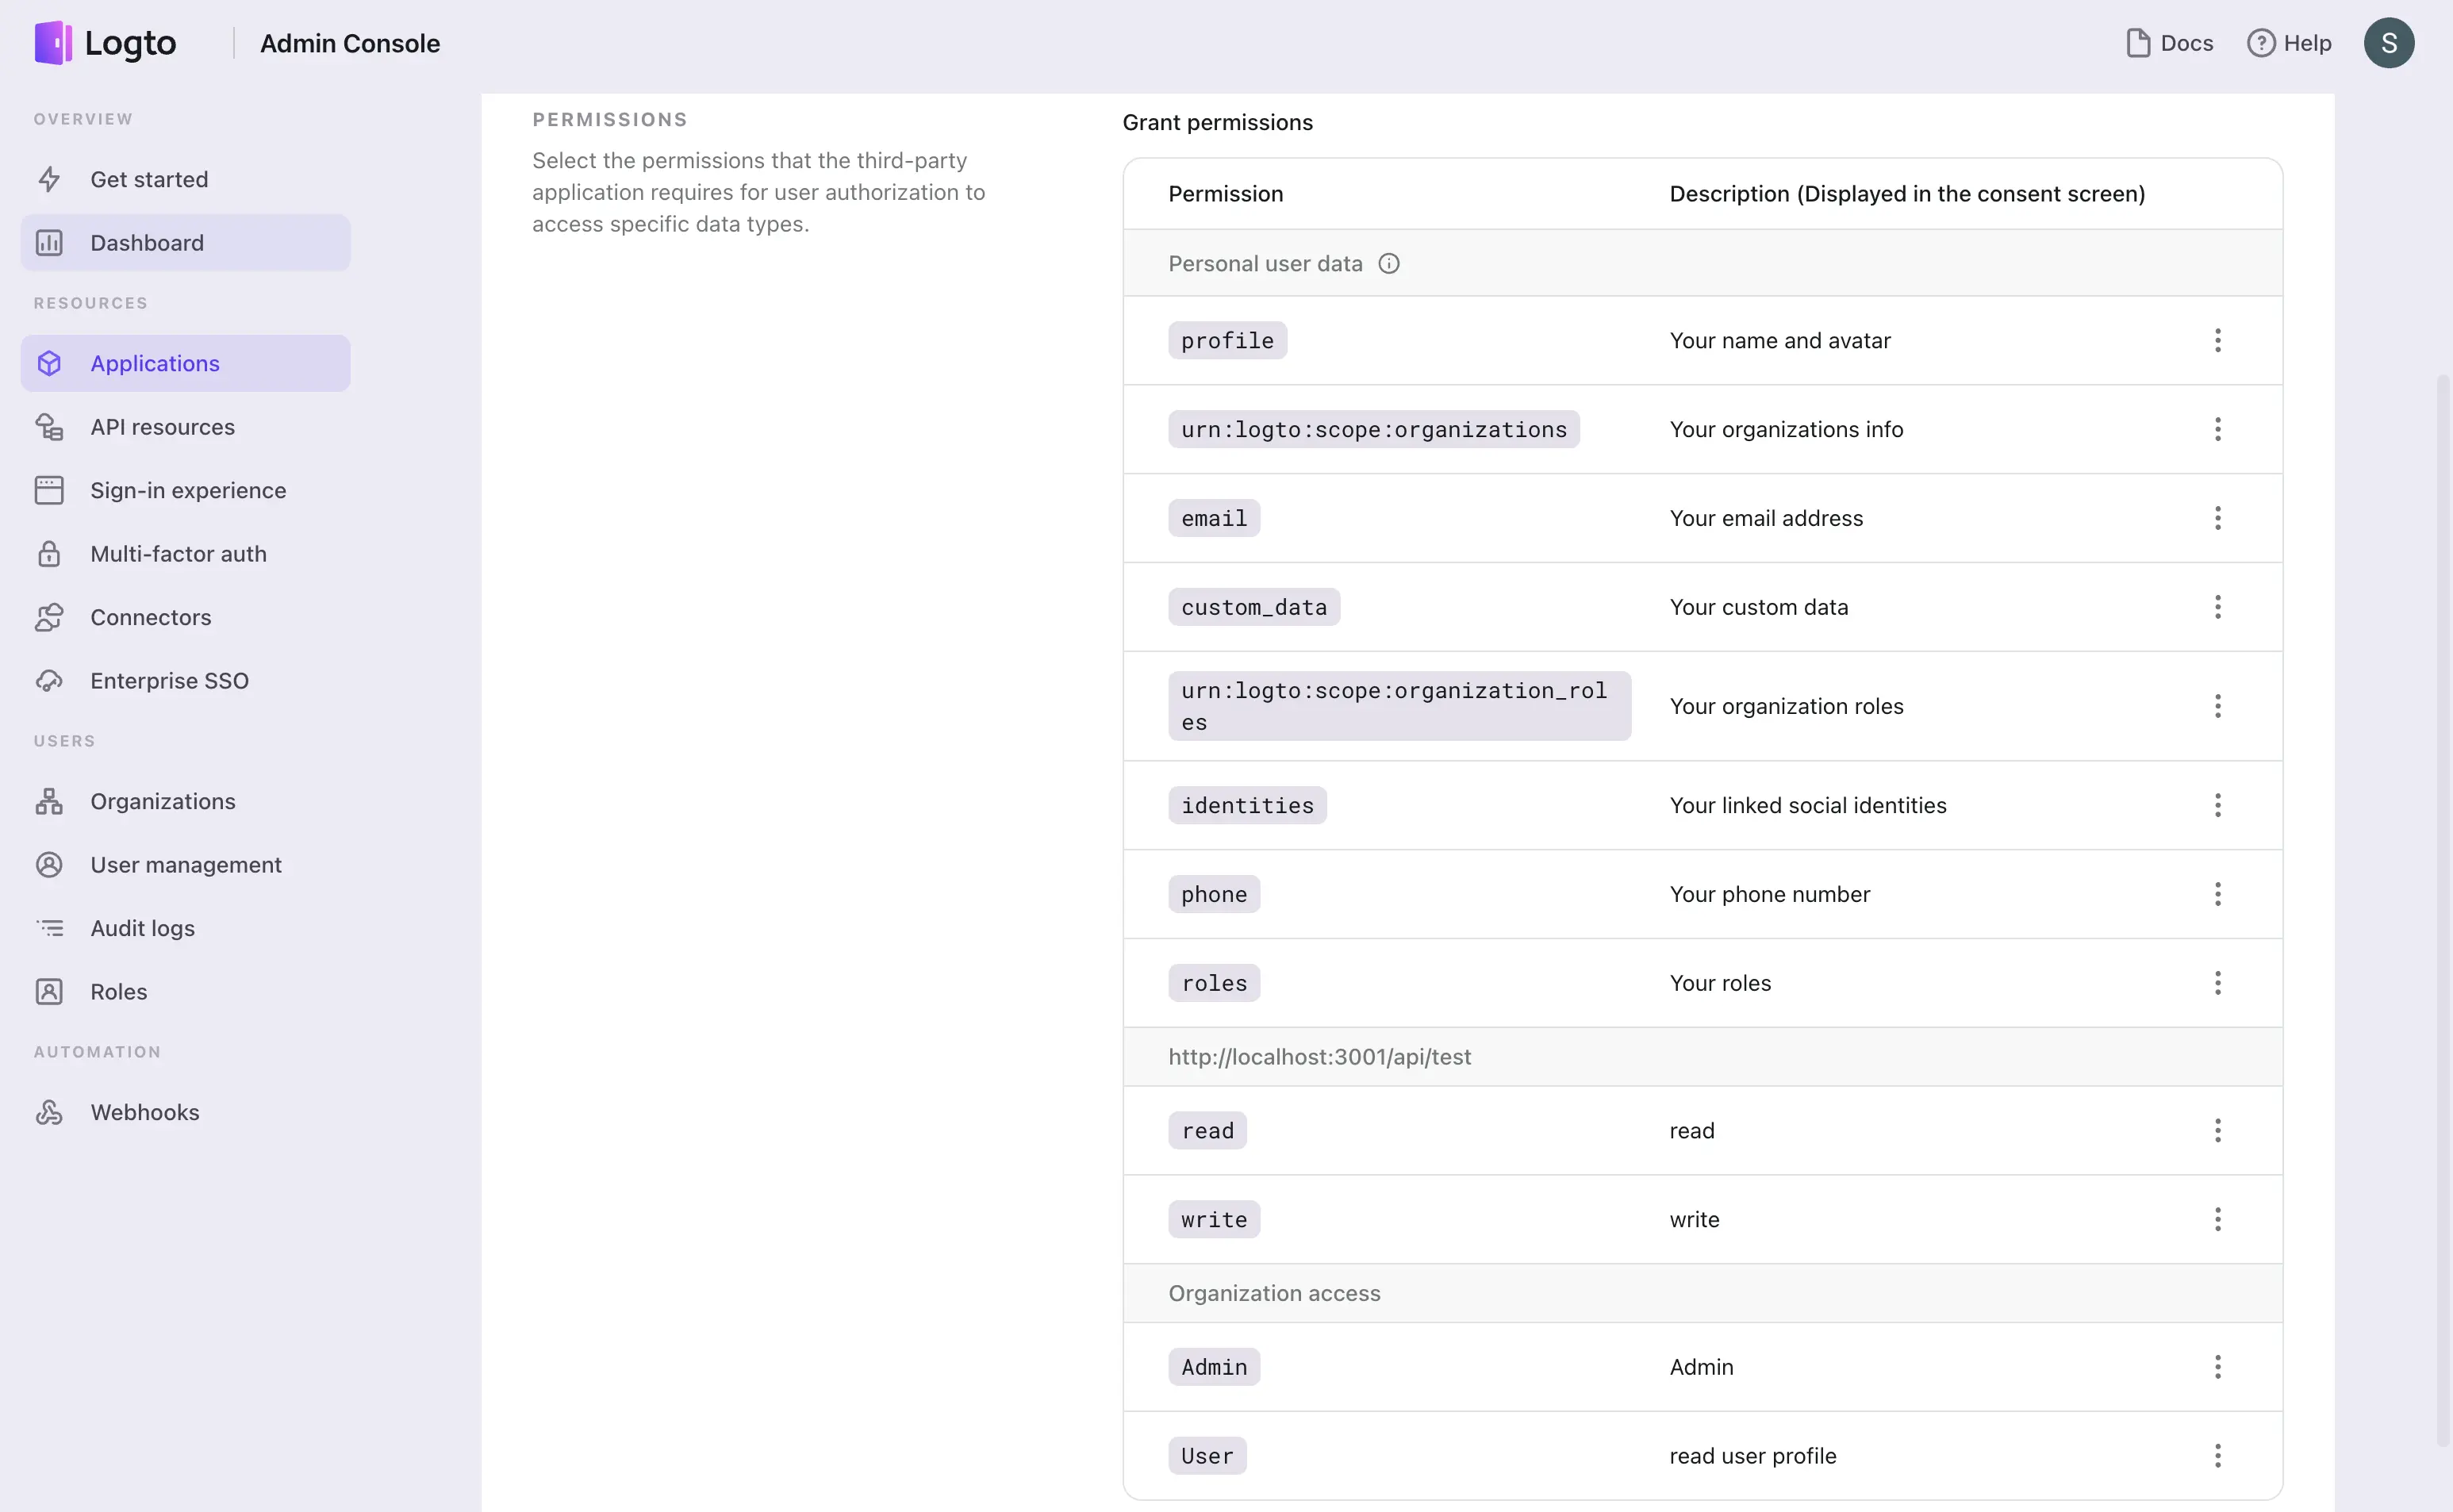 Logto
Admin Console
Docs
Help
S
OVERVIEW
Get started
Dashboard
RESOURCES
Applications
API resources
Sign-in experience
Multi-factor auth
Connectors
Enterprise SSO
USERS
Organizations
User management
Audit logs
Roles
AUTOMATION
Webhooks
PERMISSIONS
Select the permissions that the third-party
application requires for user authorization to
access specific data types.
Grant permissions
Permission Description (Displayed in the consent screen)
Personal user data
profile Your name and avatar
urn:logto:scope:organizations Your organizations info
email Your email address
custom_data Your custom data
urn:logto:scope:organization_rol
es
Your organization roles
identities Your linked social identities
phone Your phone number
roles Your roles
http://localhost:3001/api/test
read read
write write
Organization access
Admin Admin
User read user profile